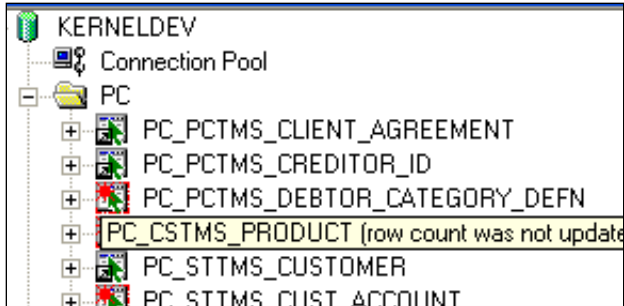 KERNELDEV
Connection Pool
PC
PC_PCTMS_CLIENT_AGREEMENT
PC_PCTMS_CREDITOR_ID
PC_PCTMS_DEBTOR_CATEGORY_DEFN
PC_CSTMS_PRODUCT (row count was not update
PC_STTMS_CUSTOMER
PC_STTMS_CUST_ACCOUNT